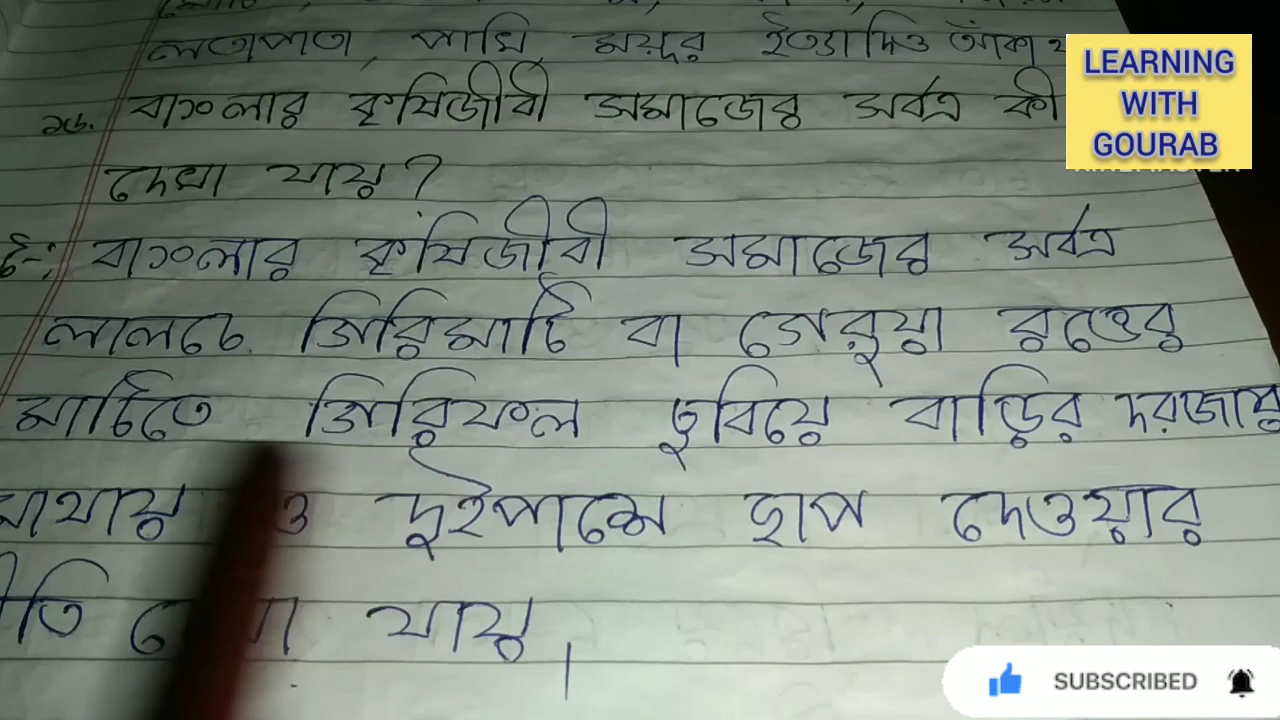 লতাপাতা, পাখি, ময়ূর ইত্যাদিও আঁকা
১৬. বাংলার কৃষিজীবী সমাজের সর্বত্র কী
দেখা যায়?
উ-: বাংলার কৃষিজীবী সমাজের সর্বত্র
লালচে গিরিমাটি বা গেরুয়া রঙের
মাটিতে গিরিফল ডুবিয়ে বাড়ির দরজায়
মাথায় ও দুইপাশে ছাপ দেওয়ার
রীতি যায়।
LEARNING
WITH
GOURAB
SUBSCRIBED